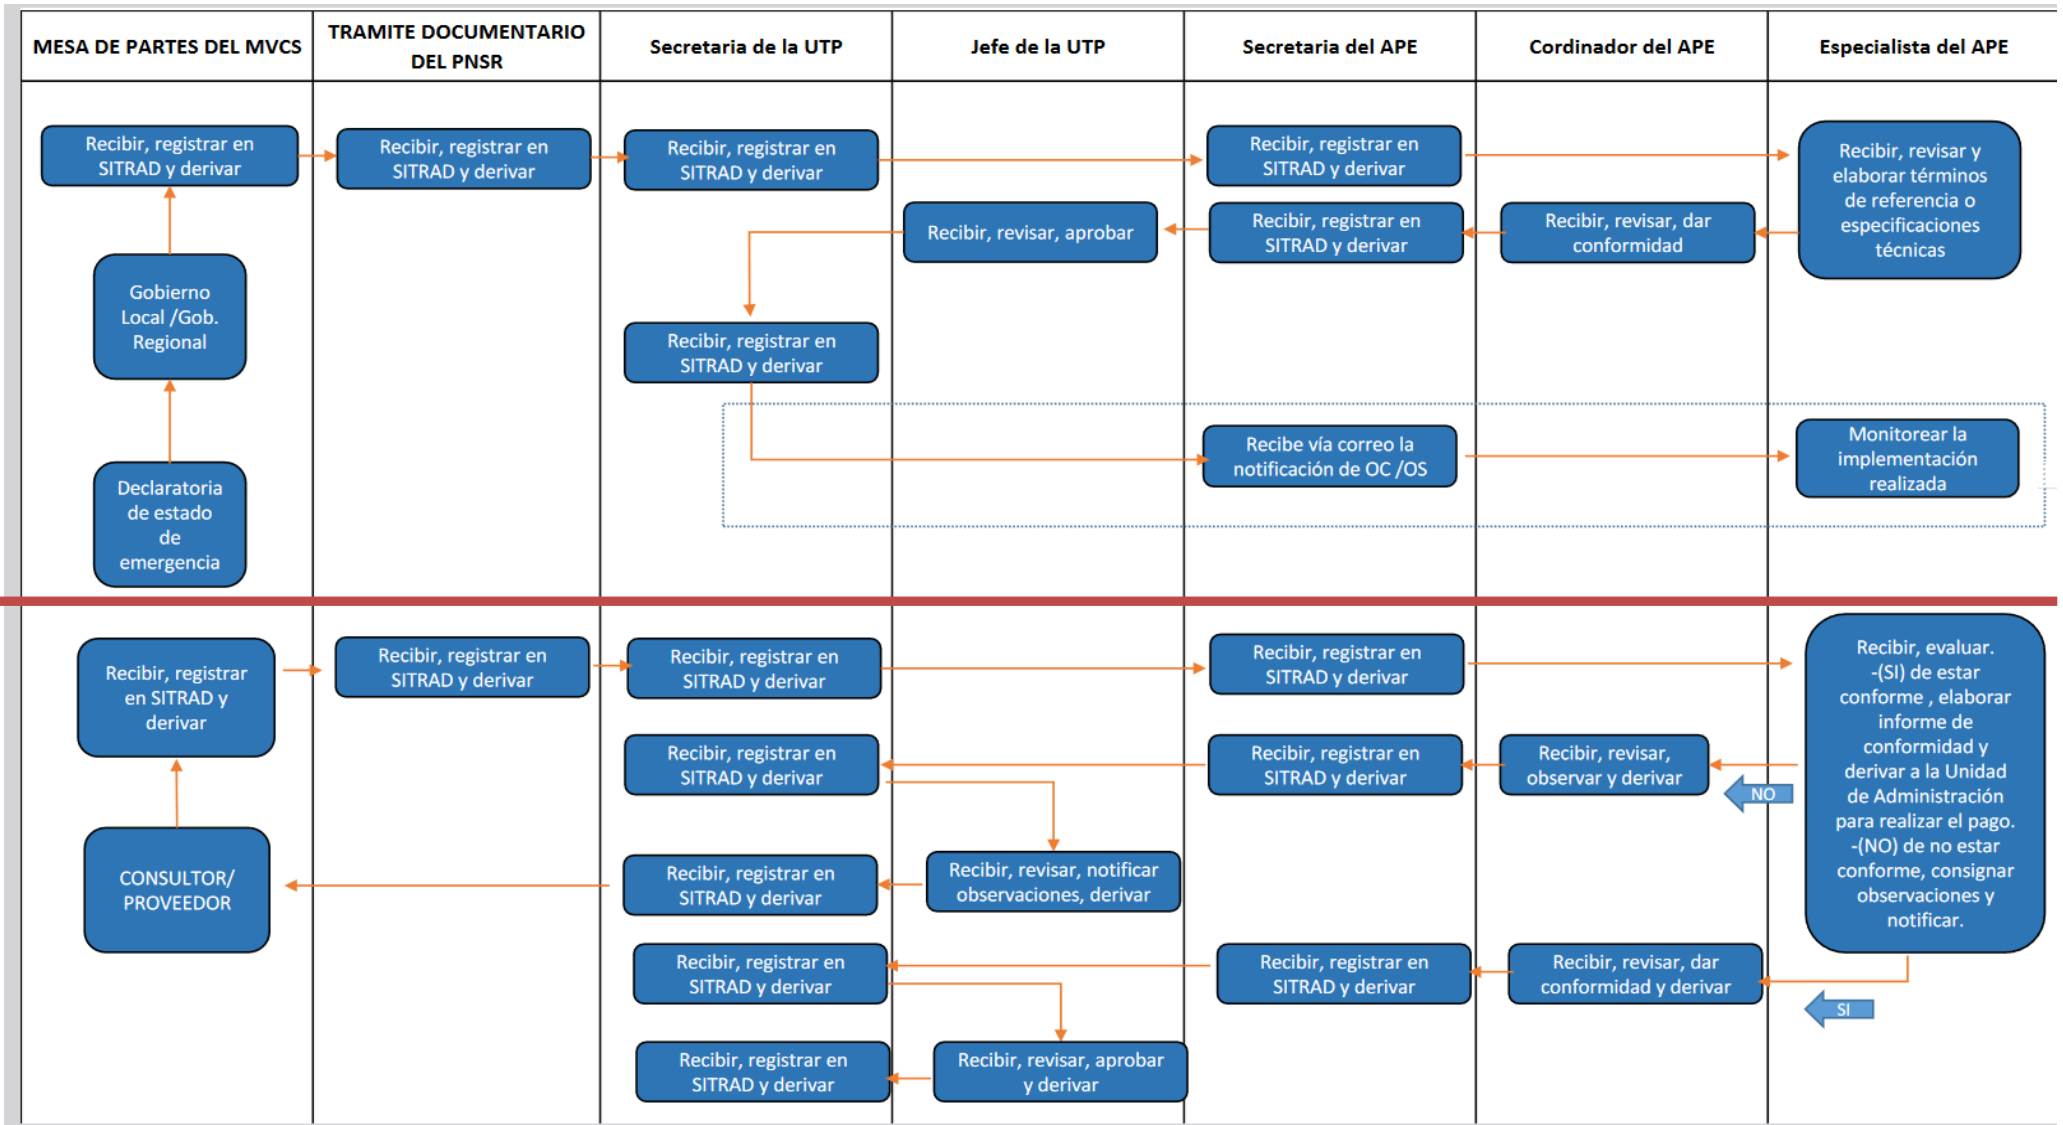 MESA DE PARTES DEL MVCS
TRAMITE DOCUMENTARIO
DEL PNSR
Secretaria de la UTP
Jefe de la UTP
Secretaria del APE
Cordinador del APE
Especialista del APE
Recibir, registrar en
SITRAD y derivar
Recibir, registrar en
SITRAD y derivar
Recibir, registrar en
SITRAD y derivar
Recibir, registrar en
SITRAD y derivar
Recibir, revisar y
elaborar términos
de referencia o
especificaciones
técnicas
Recibir, revisar, dar
conformidad
Recibir, registrar en
SITRAD y derivar
Recibir, revisar, aprobar
Gobierno
Local /Gob.
Regional
Recibir, registrar en
SITRAD y derivar
Recibe vía correo la
notificación de OC /OS
Monitorear la
implementación
realizada
Declaratoria
de estado
de
emergencia
Recibir, registrar
en SITRAD y
derivar
Recibir, registrar en
SITRAD y derivar
Recibir, registrar en
SITRAD y derivar
Recibir, registrar en
SITRAD y derivar
Recibir, evaluar.
-(SI) de estar
conforme , elaborar
informe de
conformidad y
derivar a la Unidad
de Administración
para realizar el pago.
-(NO) de no estar
conforme, consignar
observaciones y
notificar.
Recibir, registrar en
SITRAD y derivar
Recibir, registrar en
SITRAD y derivar
Recibir, revisar,
observar y derivar
NO
CONSULTOR/
PROVEEDOR
Recibir, registrar en
SITRAD y derivar
Recibir, revisar, notificar
observaciones, derivar
Recibir, registrar en
SITRAD y derivar
Recibir, registrar en
SITRAD y derivar
Recibir, revisar, dar
conformidad y derivar
SI
Recibir, registrar en
SITRAD y derivar
Recibir, revisar, aprobar
y derivar